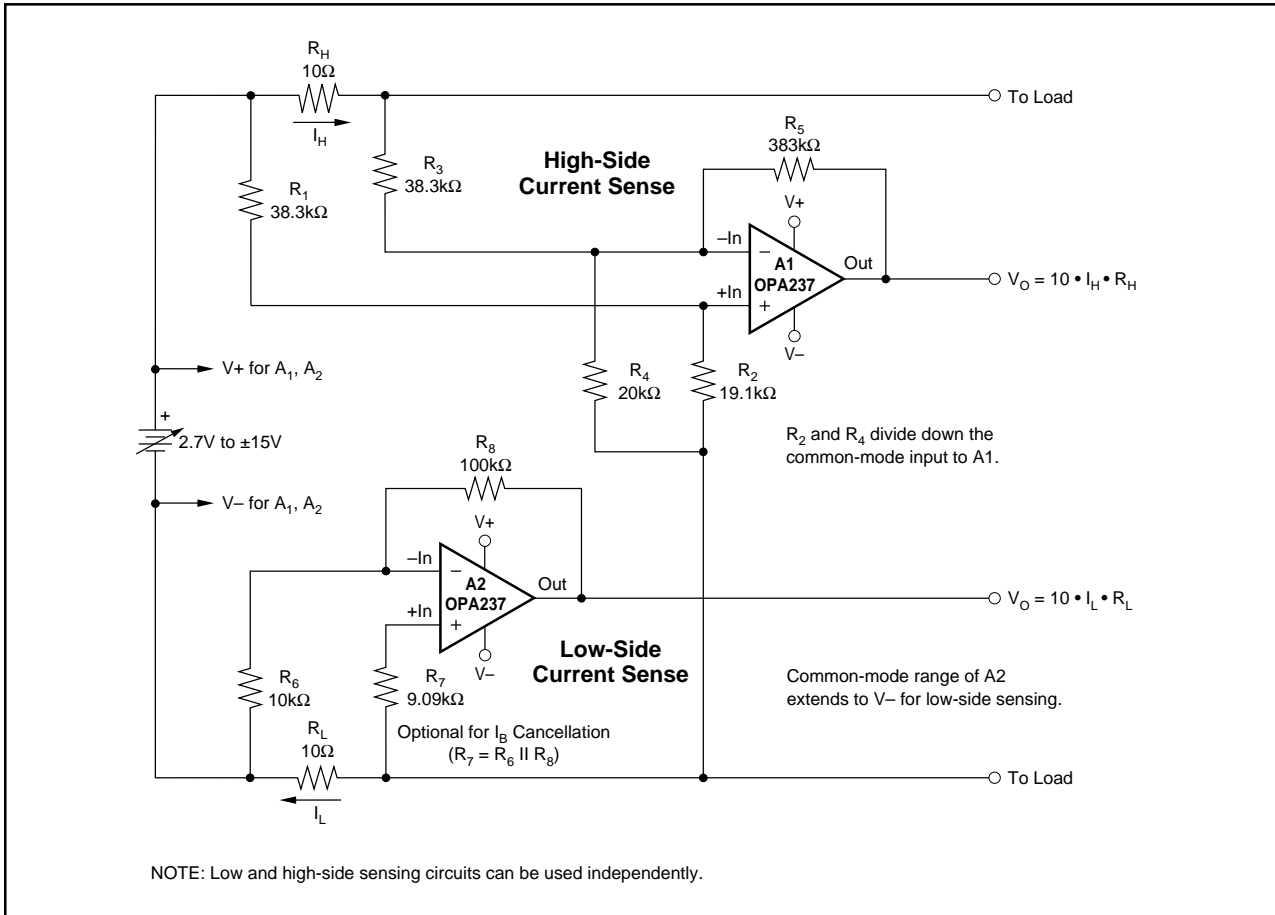 R_H
10Ω
I_H
To Load
R_3
38.3kΩ
High-Side
Current Sense
R_5
383kΩ
R_1
38.3kΩ
V+
–In
–
A1
OPA237
Out
+In
+
V–
V_O = 10 • I_H • R_H
V+ for A_1, A_2
R_4
20kΩ
R_2
19.1kΩ
+
2.7V to ±15V
R_2 and R_4 divide down the
common-mode input to A1.
V– for A_1, A_2
R_8
100kΩ
V+
–In
–
A2
OPA237
Out
+In
+
V–
V_O = 10 • I_L • R_L
Low-Side
Current Sense
R_6
10kΩ
R_7
9.09kΩ
Common-mode range of A2
extends to V– for low-side sensing.
Optional for I_B Cancellation
(R_7 = R_6 II R_8)
R_L
10Ω
I_L
To Load
NOTE: Low and high-side sensing circuits can be used independently.